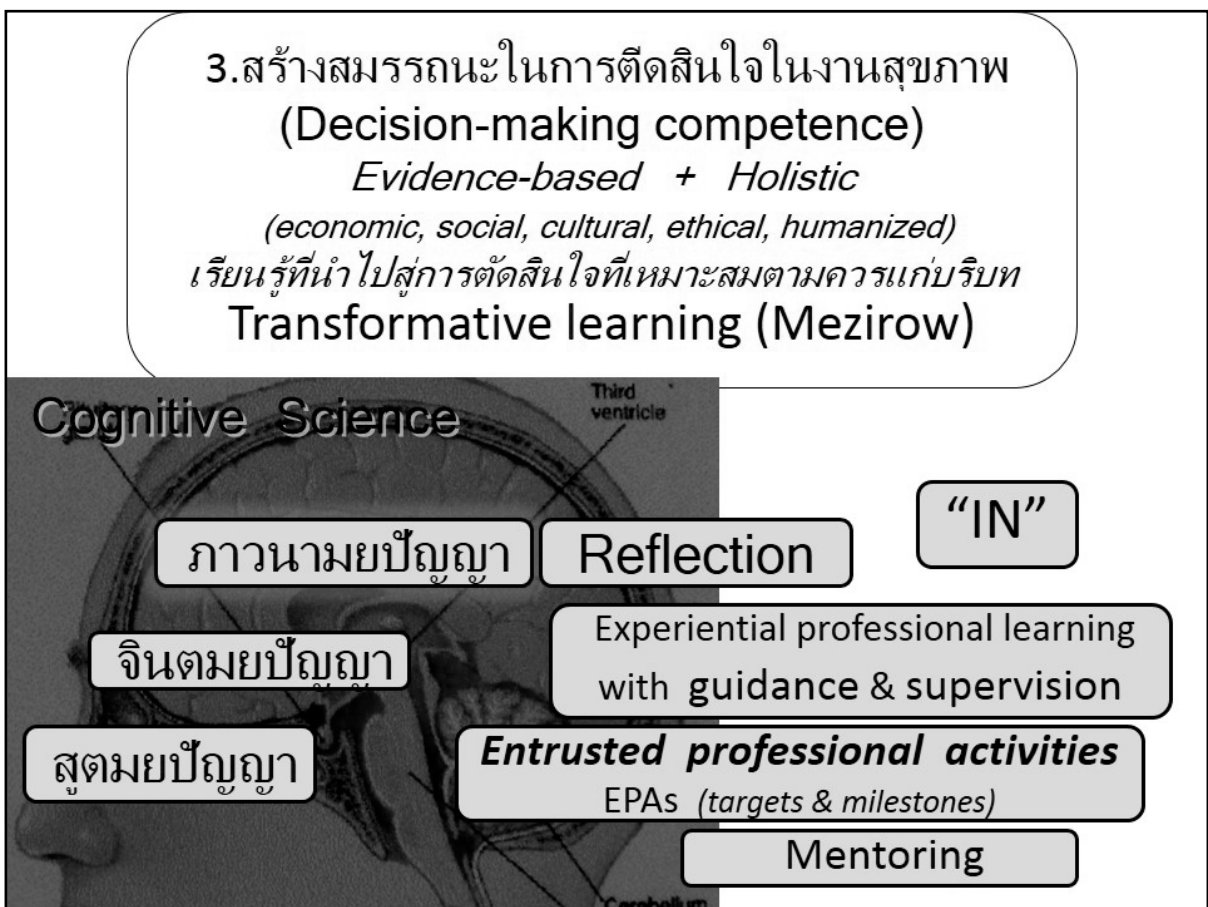 3.สร้างสมรรถนะในการตีดสินใจในงานสุขภาพ
(Decision-making competence)
Evidence-based + Holistic
(economic, social, cultural, ethical, humanized)
เรียนรู้ที่นำไปสู่การตัดสินใจที่เหมาะสมตามควรแก่บริบท
Transformative learning (Mezirow)
Third
ventricle
Cognitive Science
"IN"
ภาวนามยปัญญา
Reflection
จินตมยปัญญา
Experiential professional learning
with guidance & supervision
สูตมยปัญญา
Entrusted professional activities
EPAs (targets & milestones)
Mentoring
Cerebellum